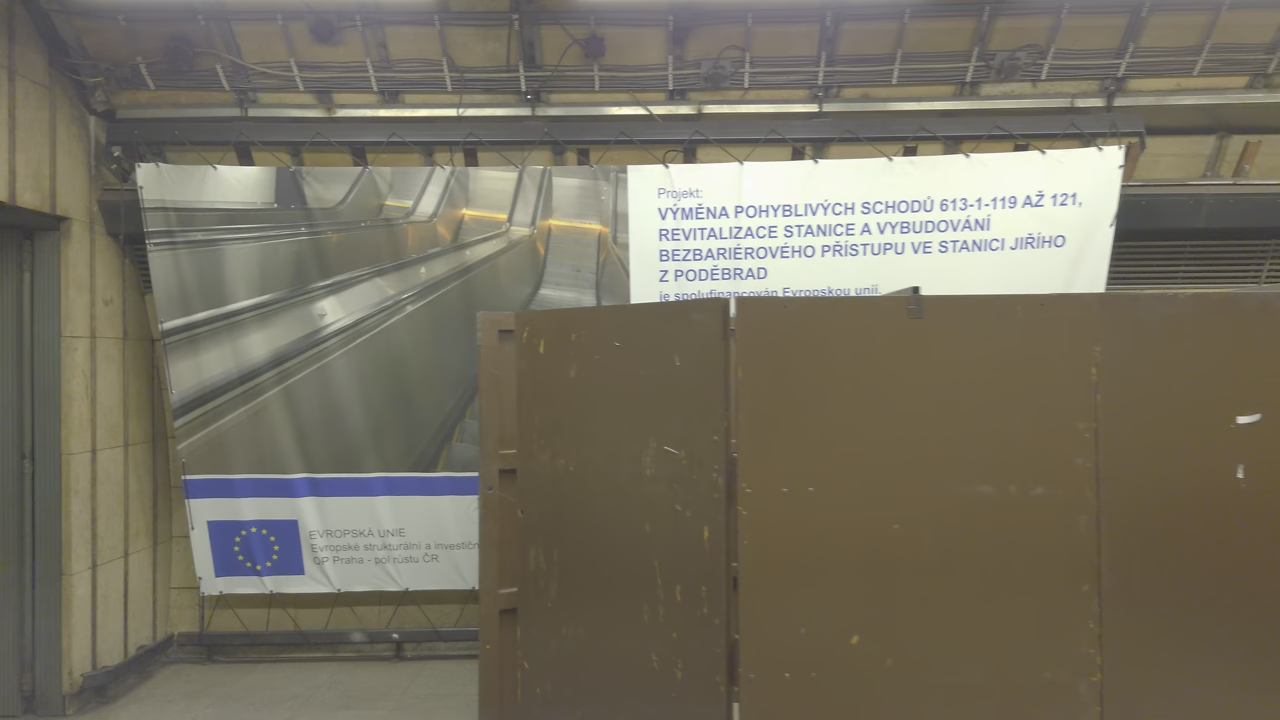 Projekt:
VÝMĚNA POHYBLIVÝCH SCHODŮ 613-1-119 AŽ 121,
REVITALIZACE STANICE A VYBUDOVÁNÍ
BEZBARIÉROVÉHO PŘÍSTUPU VE STANICI JIŘÍHO
Z PODĚBRAD
je spolufinancován Evropskou unií.
EVROPSKÁ UNIE
Evropské strukturální a investičn
OP Praha - pól růstu ČR